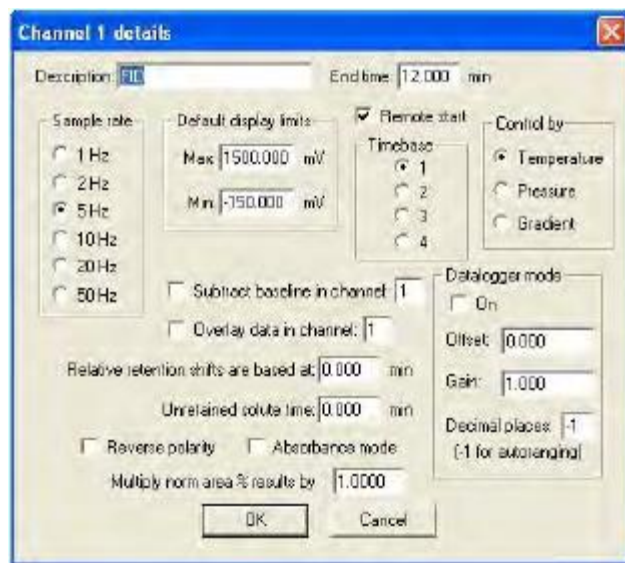 Channel 1 details
Description: FID End time: 12.000 min
Sample rate
1 Hz
2 Hz
5 Hz
10 Hz
20 Hz
50 Hz
Default display limits
Max: 1500.000 mV
Min: -150.000 mV
Remote start
Timebase
1
2
3
4
Control by
Temperature
Pressure
Gradient
Subtract baseline in channel: 1
Overlay data in channel: 1
Relative retention shifts are based at: 0.000 min
Unretained solute time: 0.000 min
Reverse polarity Absorbance mode
Multiply norm area % results by 1.0000
Datalogger mode
On
Offset: 0.000
Gain: 1.000
Decimal places: -1
(-1 for autoranging)
OK Cancel